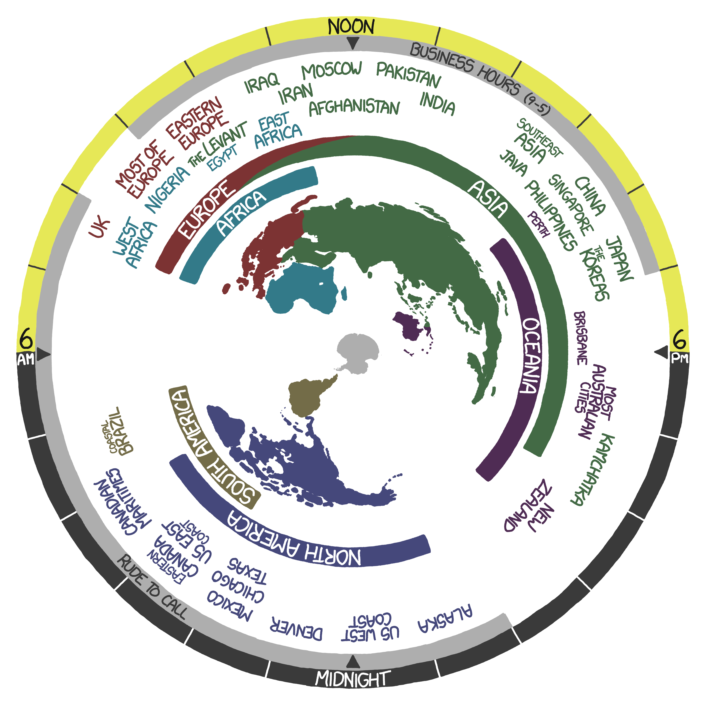 NOON
BUSINESS HOURS (9-5)
IRAQ
MOSCOW
PAKISTAN
IRAN
AFGHANISTAN
INDIA
EASTERN
EUROPE
MOST OF
EUROPE
THE LEVANT
EGYPT
EAST
AFRICA
NIGERIA
UK
WEST
AFRICA
SOUTHEAST
ASIA
CHINA
JAVA
SINGAPORE
PHILIPPINES
PERTH
JAPAN
THE
KOREAS
EUROPE
AFRICA
ASIA
OCEANIA
6
AM
6
PM
BRISBANE
MOST
AUSTRALIAN
CITIES
KAMCHATKA
NEW
ZEALAND
SOUTH AMERICA
NORTH AMERICA
COASTAL
BRAZIL
CANADIAN
MARITIMES
US EAST
COAST
EASTERN
CANADA
TEXAS
CHICAGO
MEXICO
DENVER
US WEST
COAST
ALASKA
RUDE TO CALL
MIDNIGHT